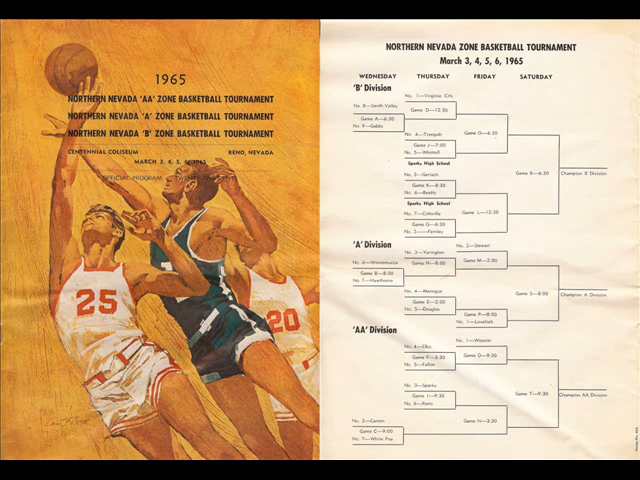 1965
NORTHERN NEVADA 'AA' ZONE BASKETBALL TOURNAMENT
NORTHERN NEVADA 'A' ZONE BASKETBALL TOURNAMENT
NORTHERN NEVADA 'B' ZONE BASKETBALL TOURNAMENT
CENTENNIAL COLISEUM RENO, NEVADA
MARCH 3, 4, 5, 6, 1965
OFFICIAL PROGRAM
25
20
NORTHERN NEVADA ZONE BASKETBALL TOURNAMENT
March 3, 4, 5, 6, 1965
WEDNESDAY THURSDAY FRIDAY SATURDAY
'B' Division
No. 1—Virginia City
No. 8—Smith Valley
Game D—12:30
Game A—6:30
No. 9—Gabbs
Game O—6:30
No. 4—Tonopah
Game J—7:00
No. 5—Whittell
Sparks High School
Game R—6:30
Champion B Division
No. 3—Gerlach
Game K—8:30
No. 6—Beatty
Sparks High School
Game L—12:30
No. 7—Coleville
Game G—6:30
No. 2—Fernley
'A' Division
No. 2—Stewart
No. 3—Yerington
No. 6—Winnemucca
Game H—8:00
Game M—2:00
Game B—8:00
No. 7—Hawthorne
No. 4—Manogue
Game S—8:00
Champion A Division
Game E—2:00
No. 5—Douglas
Game P—8:00
No. 1—Lovelock
'AA' Division
No. 1—Wooster
No. 4—Elko
Game F—3:30
Game Q—9:30
No. 5—Fallon
No. 3—Sparks
Game T—9:30
Champion AA Division
Game I—9:30
No. 6—Reno
No. 2—Carson
Game N—3:30
Game C—9:00
No. 7—White Pine